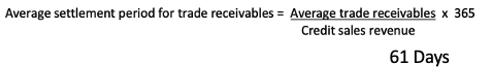 Average settlement period for trade receivables = Average trade receivables x 365
Credit sales revenue
61 Days